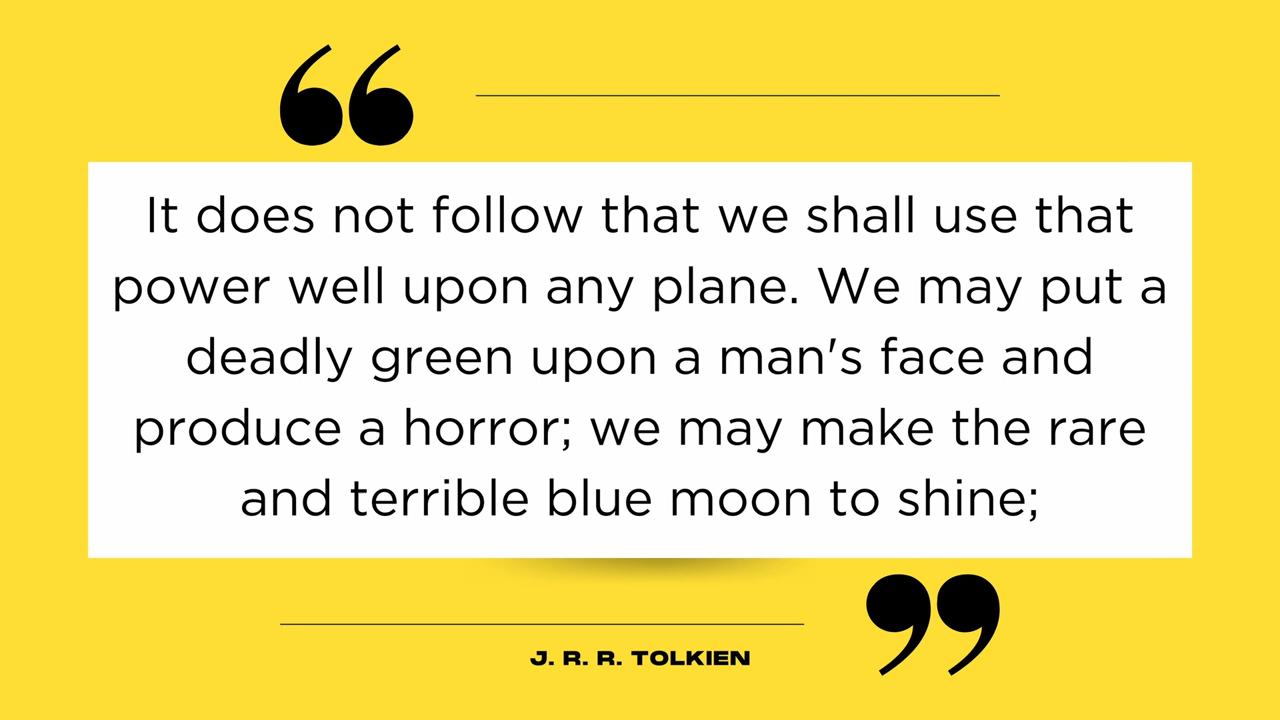 It does not follow that we shall use that
power well upon any plane. We may put a
deadly green upon a man's face and
produce a horror; we may make the rare
and terrible blue moon to shine;
J. R. R. TOLKIEN